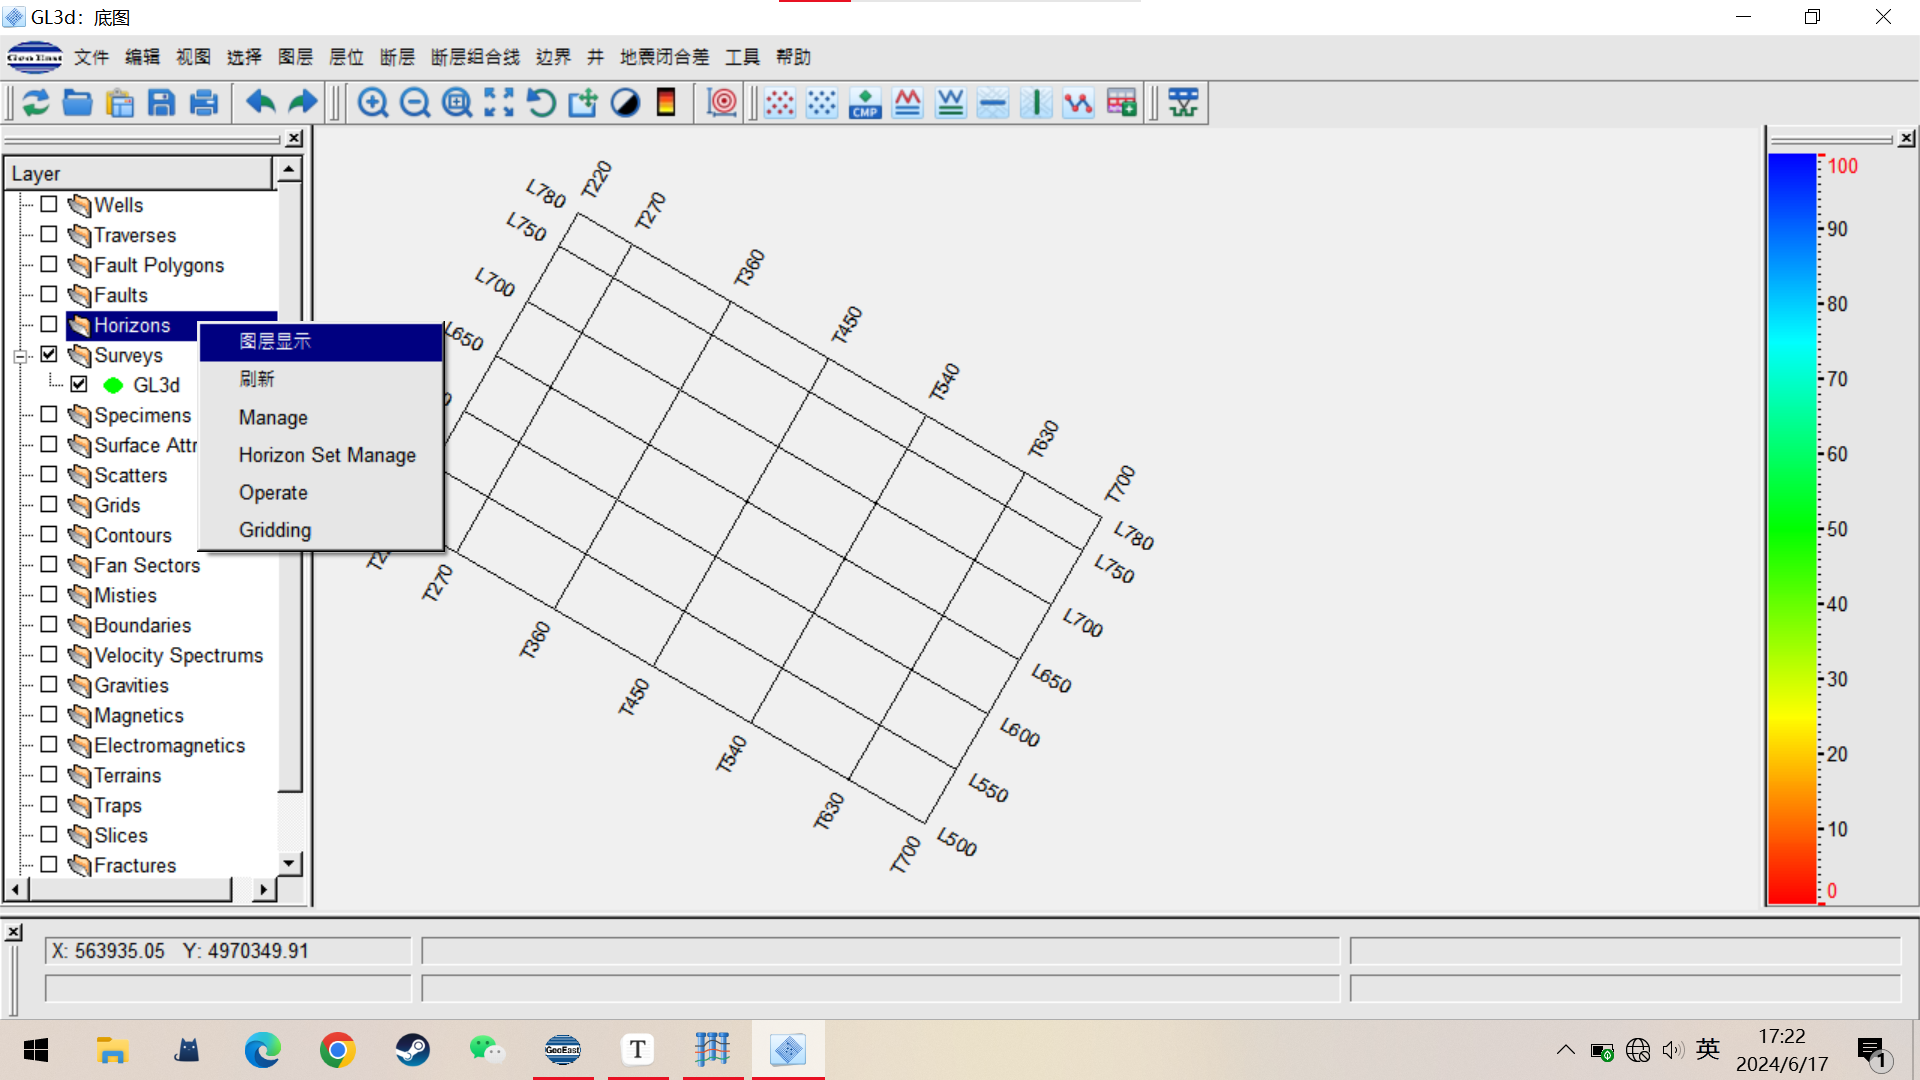 GL3d：底图
GeoEast 文件 编辑 视图 选择 图层 层位 断层 断层组合线 边界 井 地震闭合差 工具 帮助
CMP
Layer
Wells
Traverses
Fault Polygons
Faults
Horizons
Surveys
GL3d
Specimens
Surface Attr
Scatters
Grids
Contours
Fan Sectors
Misties
Boundaries
Velocity Spectrums
Gravities
Magnetics
Electromagnetics
Terrains
Traps
Slices
Fractures
图层显示
刷新
Manage
Horizon Set Manage
Operate
Gridding
L780
L750
L700
L650
T220
T270
T360
T450
T540
T630
T700
L780
L750
L700
L650
L600
L550
L500
T270
T360
T450
T540
T630
T700
100
90
80
70
60
50
40
30
20
10
0
X: 563935.05 Y: 4970349.91
GeoEast
T
英
17:22
2024/6/17
1